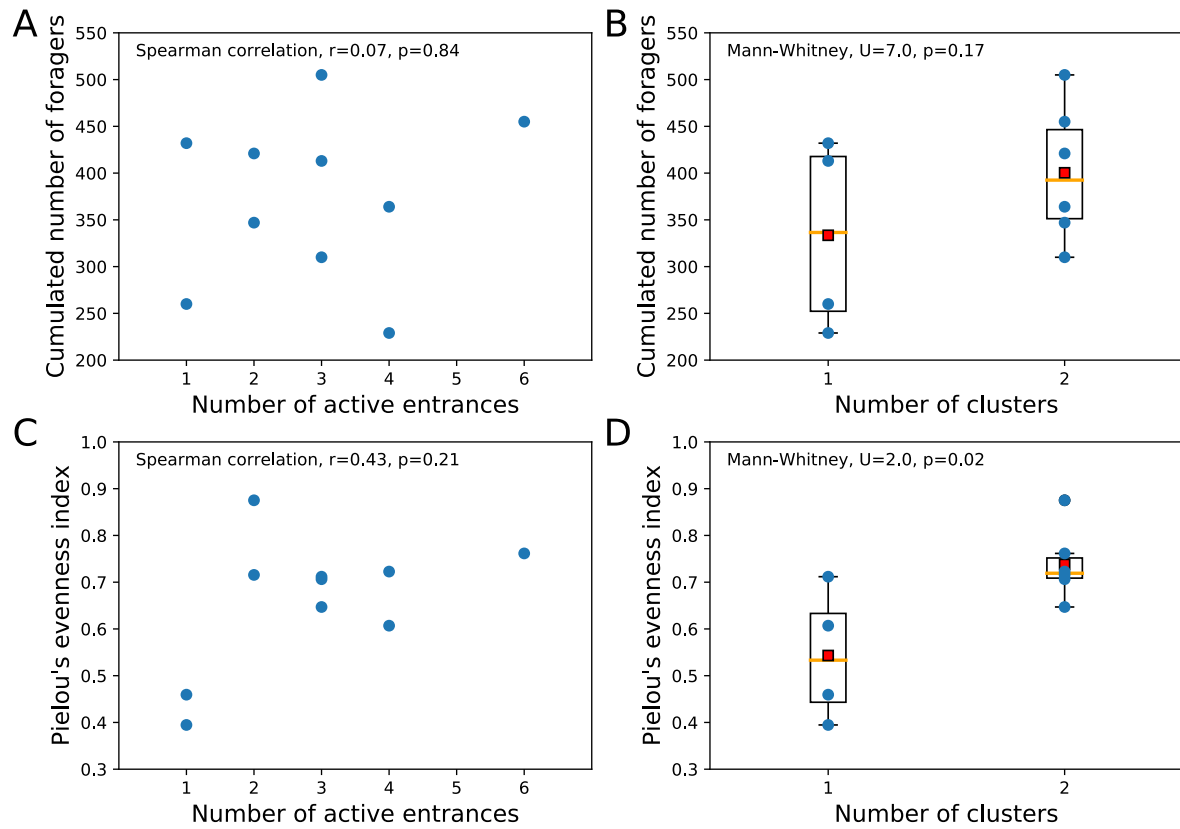 A
Spearman correlation, r=0.07, p=0.84
Cumulated number of foragers
550
500
450
400
350
300
250
200
1 2 3 4 5 6
Number of active entrances
B
Mann-Whitney, U=7.0, p=0.17
Cumulated number of foragers
550
500
450
400
350
300
250
200
1 2
Number of clusters
C
Spearman correlation, r=0.43, p=0.21
Pielou's evenness index
1.0
0.9
0.8
0.7
0.6
0.5
0.4
0.3
1 2 3 4 5 6
Number of active entrances
D
Mann-Whitney, U=2.0, p=0.02
Pielou's evenness index
1.0
0.9
0.8
0.7
0.6
0.5
0.4
0.3
1 2
Number of clusters